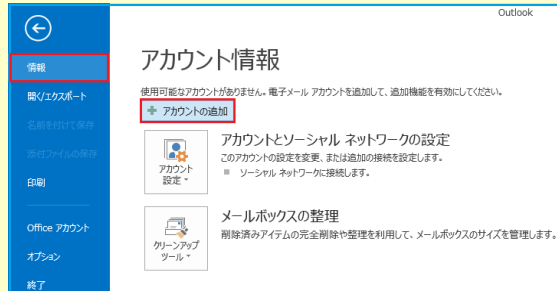 Outlook
情報
開く/エクスポート
名前を付けて保存
添付ファイルの保存
印刷
Office アカウント
オプション
終了
アカウント情報
使用可能なアカウントがありません。電子メール アカウントを追加して、追加機能を有効にしてください。
アカウントの追加
アカウント
設定
アカウントとソーシャル ネットワークの設定
このアカウントの設定を変更、または追加の接続を設定します。
ソーシャル ネットワークに接続します。
クリーンアップ
ツール
メールボックスの整理
削除済みアイテムの完全削除や整理を利用して、メールボックスのサイズを管理します。